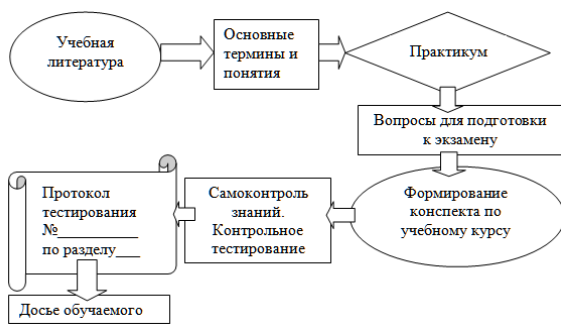 Учебная
литература
Основные
термины и
понятия
Практикум
Вопросы для подготовки
к экзамену
Формирование
конспекта по
учебному курсу
Самоконтроль
знаний.
Контрольное
тестирование
Протокол
тестирования
№__________
по разделу___
Досье обучаемого